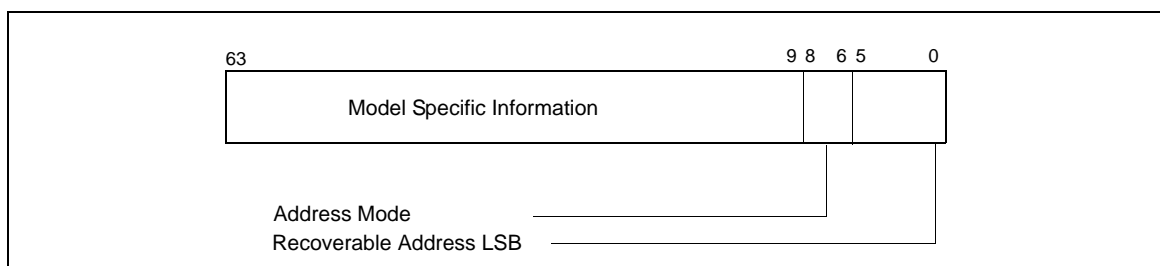 63 9 8 6 5 0
Model Specific Information
Address Mode
Recoverable Address LSB